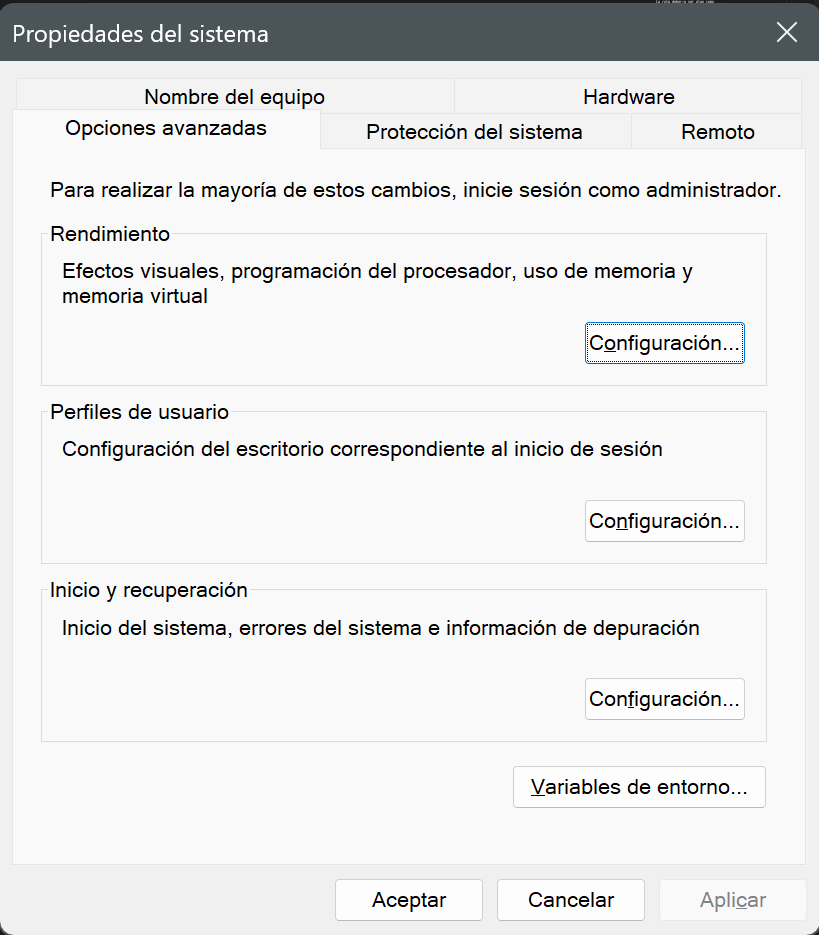 Propiedades del sistema
Nombre del equipo
Hardware
Opciones avanzadas
Protección del sistema
Remoto
Para realizar la mayoría de estos cambios, inicie sesión como administrador.
Rendimiento
Efectos visuales, programación del procesador, uso de memoria y
memoria virtual
Configuración...
Perfiles de usuario
Configuración del escritorio correspondiente al inicio de sesión
Configuración...
Inicio y recuperación
Inicio del sistema, errores del sistema e información de depuración
Configuración...
Variables de entorno...
Aceptar
Cancelar
Aplicar